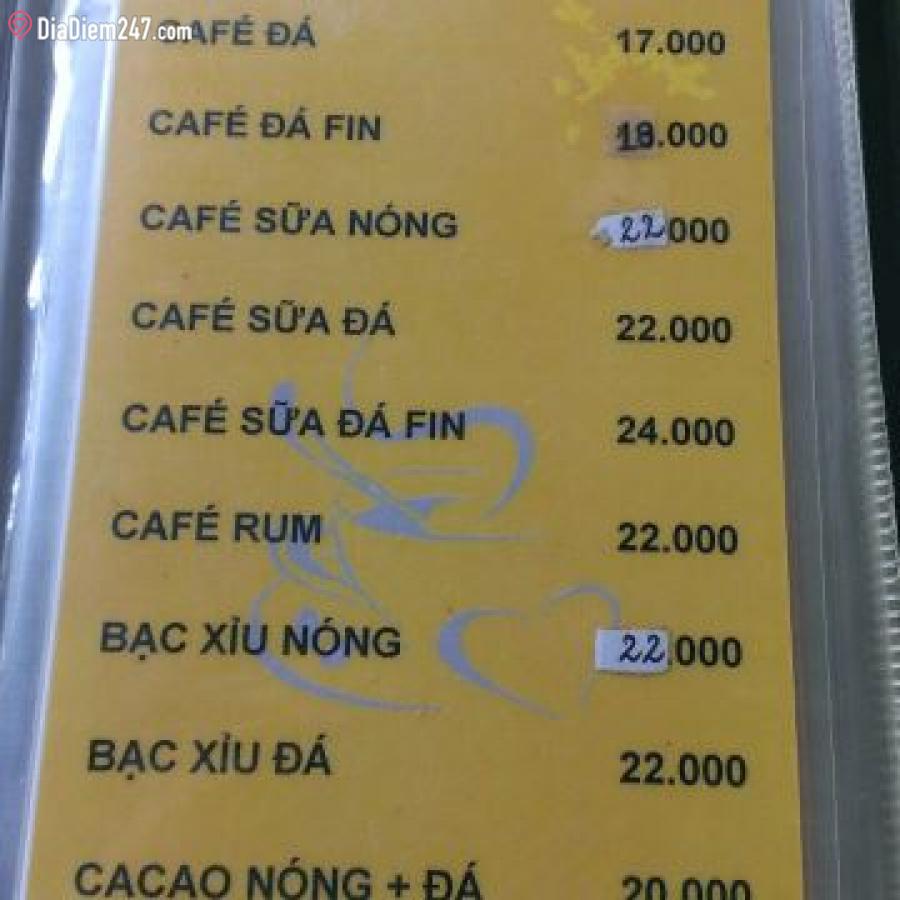 DiaDiem247.com
CAFÉ ĐÁ 17.000
CAFÉ ĐÁ FIN 18.000
CAFÉ SỮA NÓNG 22000
CAFÉ SỮA ĐÁ 22.000
CAFÉ SỮA ĐÁ FIN 24.000
CAFÉ RUM 22.000
BẠC XỈU NÓNG 22.000
BẠC XỈU ĐÁ 22.000
CACAO NÓNG + ĐÁ 20.000